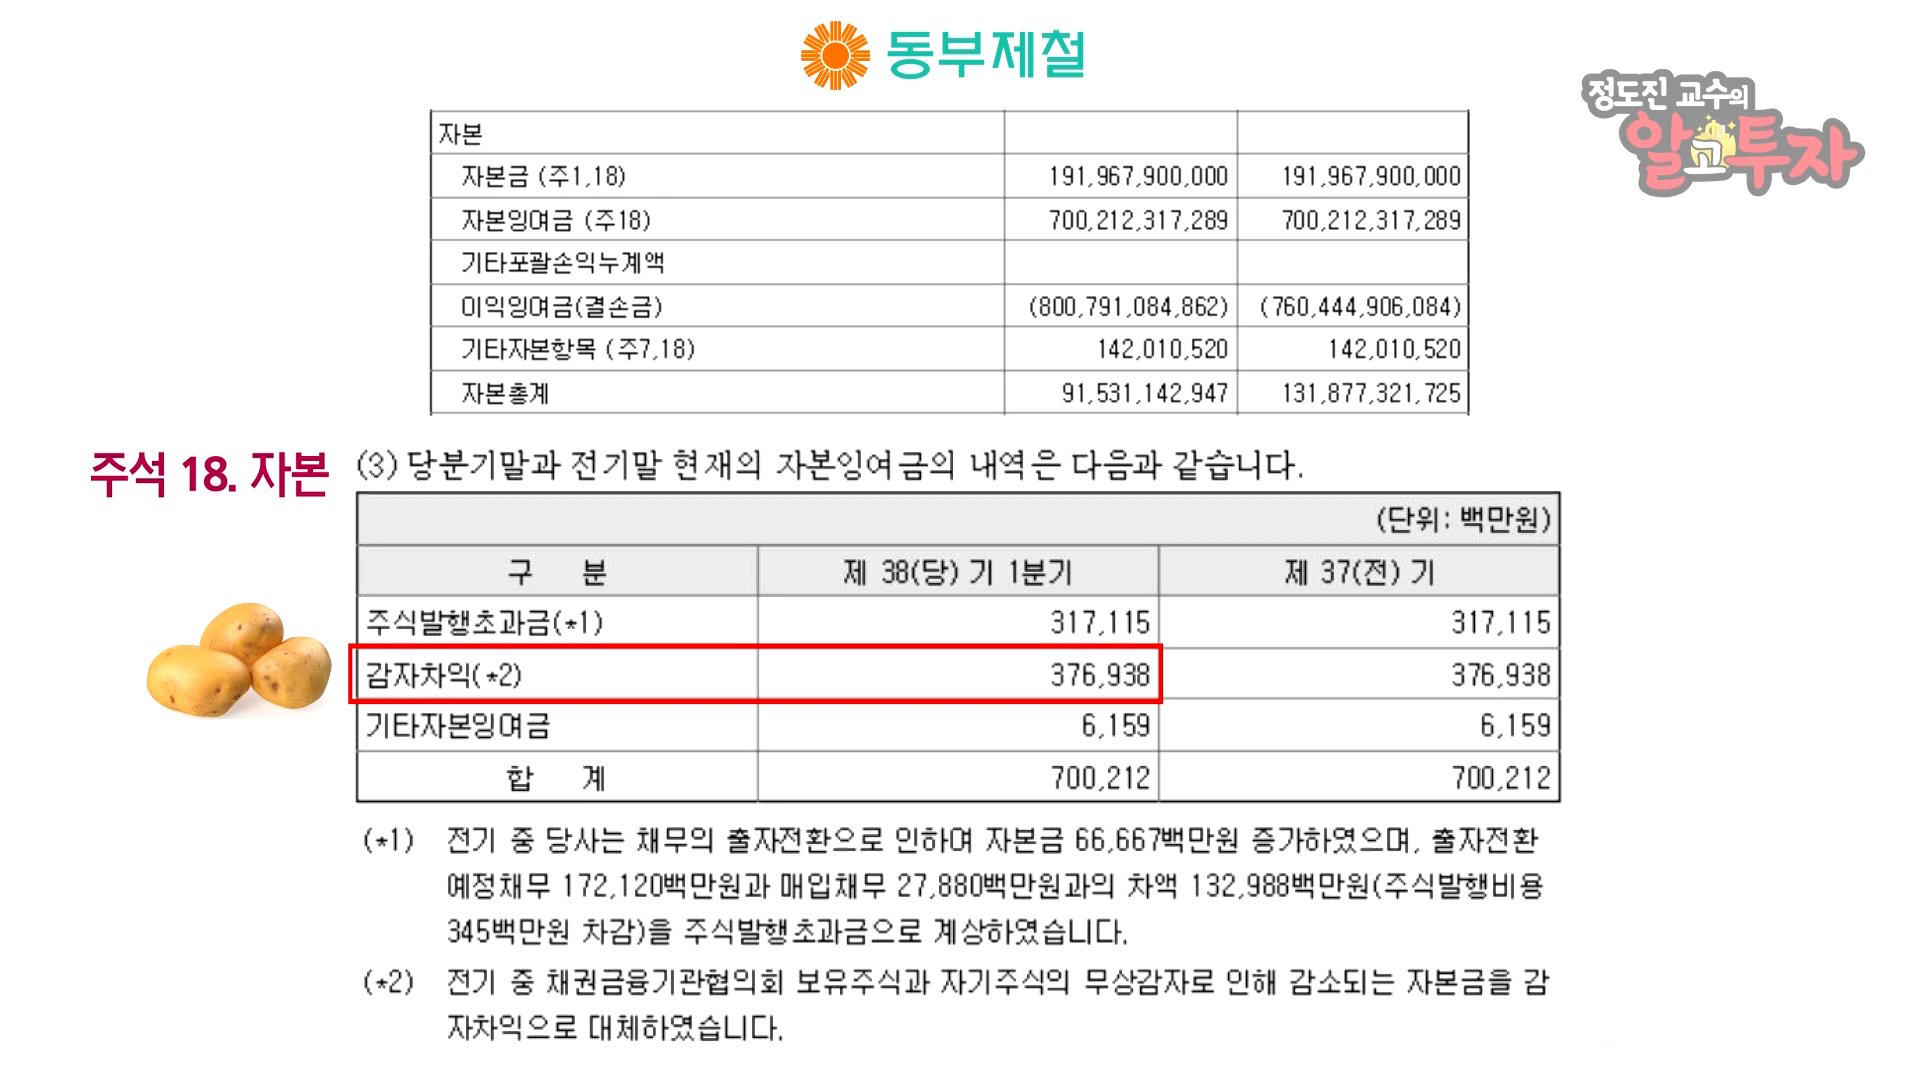 동부제철
정도진 교수의
알고투자
자본
자본금 (주1,18) 191,967,900,000 191,967,900,000
자본잉여금 (주18) 700,212,317,289 700,212,317,289
기타포괄손익누계액
이익잉여금(결손금) (800,791,084,862) (760,444,906,084)
기타자본항목 (주7,18) 142,010,520 142,010,520
자본총계 91,531,142,947 131,877,321,725
주석 18. 자본 (3) 당분기말과 전기말 현재의 자본잉여금의 내역은 다음과 같습니다.
(단위: 백만원)
구 분 제 38(당) 기 1분기 제 37(전) 기
주식발행초과금(*1) 317,115 317,115
감자차익(*2) 376,938 376,938
기타자본잉여금 6,159 6,159
합 계 700,212 700,212
(*1) 전기 중 당사는 채무의 출자전환으로 인하여 자본금 66,667백만원 증가하였으며, 출자전환
예정채무 172,120백만원과 매입채무 27,880백만원과의 차액 132,988백만원(주식발행비용
345백만원 차감)을 주식발행초과금으로 계상하였습니다.
(*2) 전기 중 채권금융기관협의회 보유주식과 자기주식의 무상감자로 인해 감소되는 자본금을 감
자차익으로 대체하였습니다.